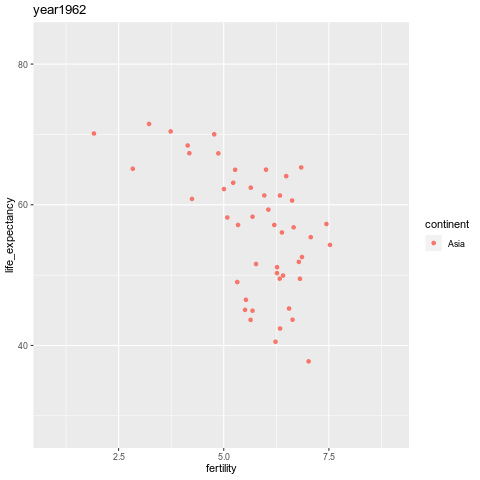 year1962
80
60
40
life_expectancy
2.5
5.0
7.5
fertility
continent
Asia